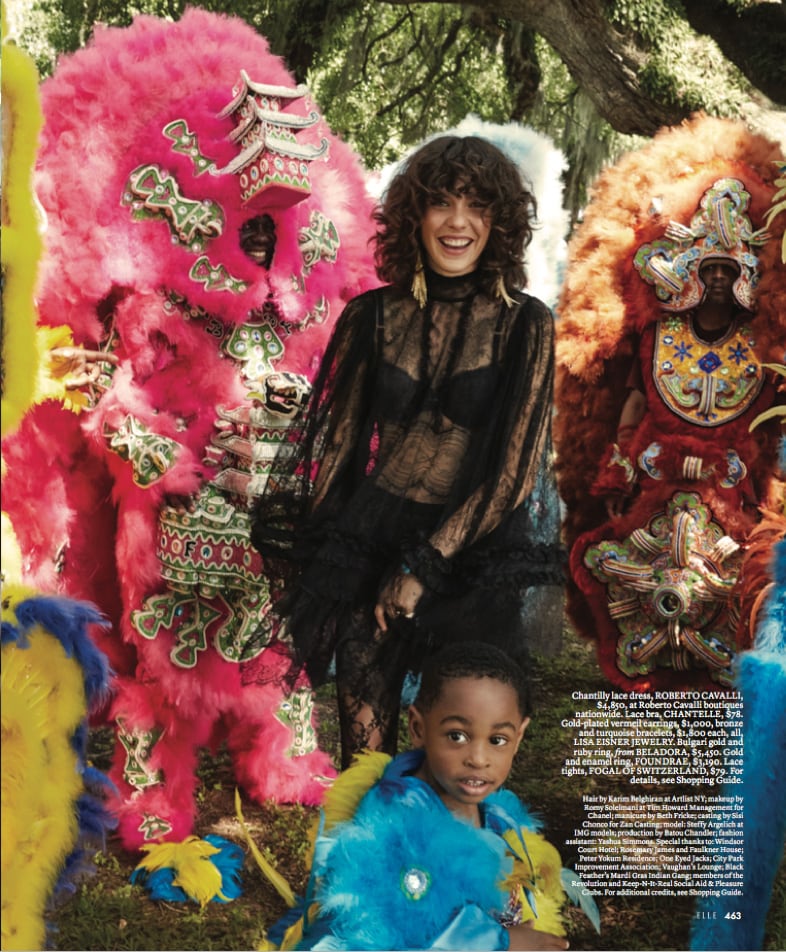 Chantilly lace dress, ROBERTO CAVALLI,
$4,850, at Roberto Cavalli boutiques
nationwide. Lace bra, CHANTELLE, $78.
Gold-plated vermeil earrings, $1,000, bronze
and turquoise bracelets, $1,800 each, all,
LISA EISNER JEWELRY. Bulgari gold and
ruby ring, from BELADORA, $5,450. Gold
and enamel ring, FOUNDRAE, $1,190. Lace
tights, FOGAL OF SWITZERLAND, $79. For
details, see Shopping Guide.
Hair by Karim Belghiran at Artlist NY; makeup by
Romy Soleimani at Tim Howard Management for
Chanel; manicure by Beth Fricke; casting by Sisi
Chonco for Zan Casting; model: Steffy Argelich at
IMG models; production by Batou Chandler; fashion
assistant: Yashua Simmons. Special thanks to: Windsor
Court Hotel; Rosemary James and Faulkner House;
Peter Yokum Residence; One Eyed Jacks; City Park
Improvement Association; Vaughan's Lounge; Black
Feather's Mardi Gras Indian Gang; members of the
Revolution and Keep-N-It-Real Social Aid & Pleasure
Clubs. For additional credits, see Shopping Guide.
ELLE 463